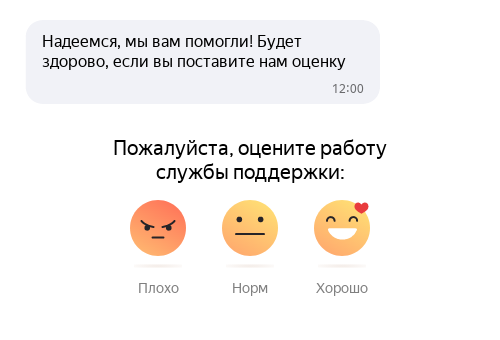 Надеемся, мы вам помогли! Будет
здорово, если вы поставите нам оценку
12:00
Пожалуйста, оцените работу
службы поддержки:
Плохо
Норм
Хорошо